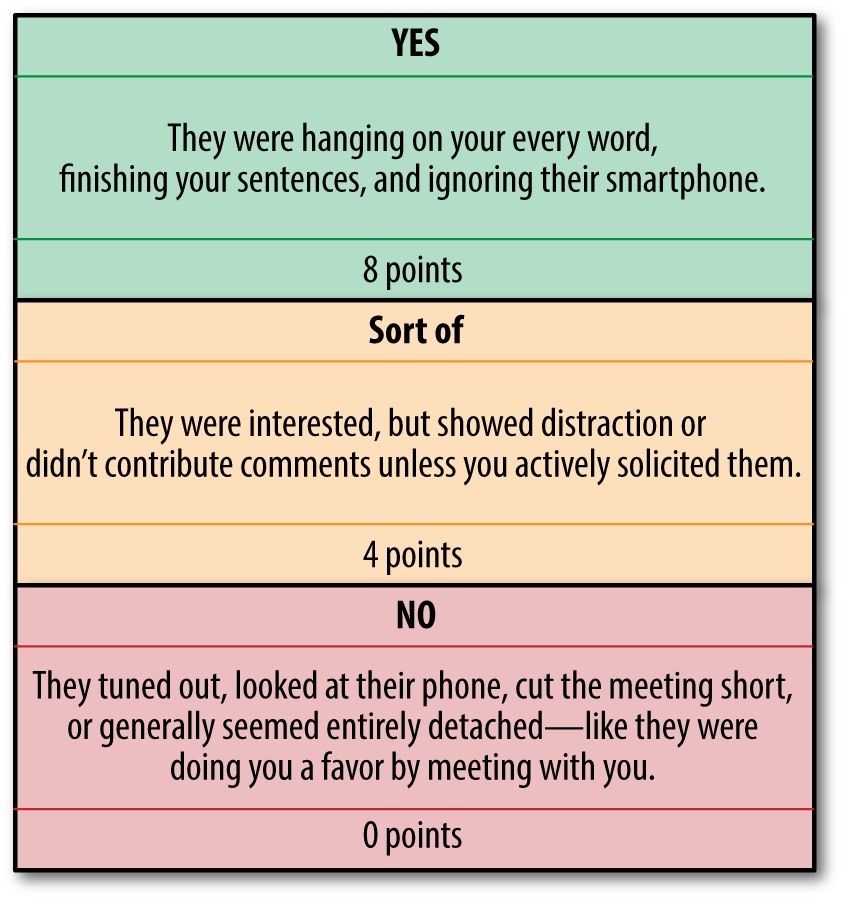 YES
They were hanging on your every word,
finishing your sentences, and ignoring their smartphone.
8 points
Sort of
They were interested, but showed distraction or
didn’t contribute comments unless you actively solicited them.
4 points
NO
They tuned out, looked at their phone, cut the meeting short,
or generally seemed entirely detached—like they were
doing you a favor by meeting with you.
0 points